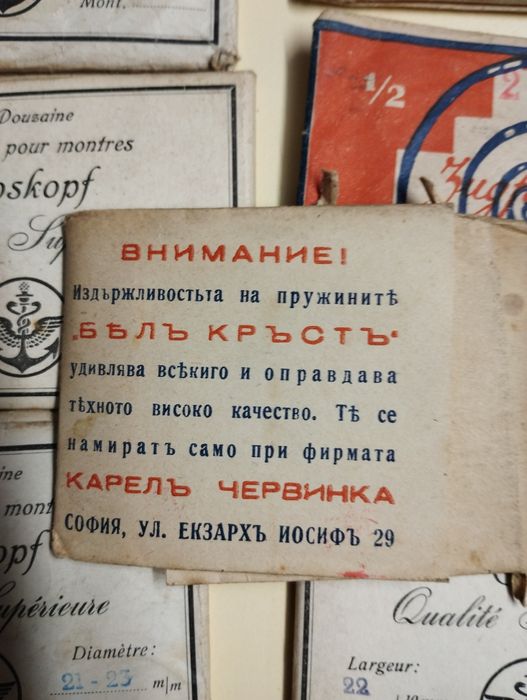 Mont.
Douzaine
pour montres
oskopf
1/2
2
ВНИМАНИЕ!
Издържливостьта на пружинитѣ
„БѢЛЪ КРЪСТЪ“
удивлява всѣкиго и оправдава
тѣхното високо качество. Тѣ се
намиратъ само при фирмата
КАРЕЛЪ ЧЕРВИНКА
СОФИЯ, УЛ. ЕКЗАРХЪ ИОСИФЪ 29
ine
mont
opf
upérieure
Diamètre:
21-23 m|m
Qualité
Largeur:
22